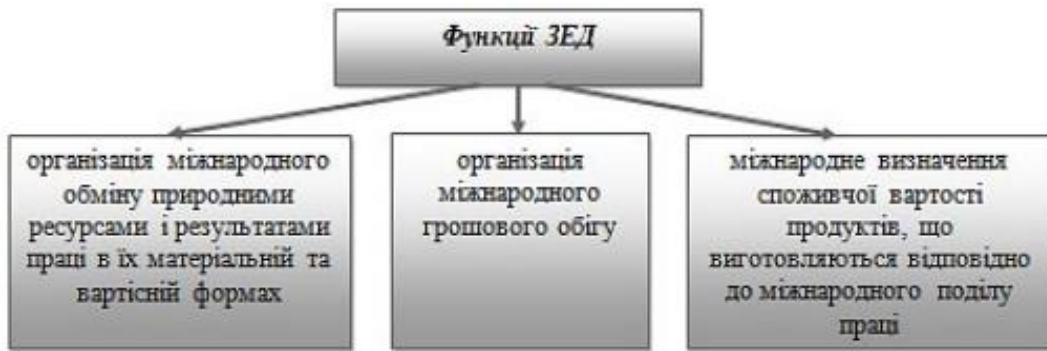 Функції ЗЕД
організація міжнародного
обміну природними
ресурсами і результатами
праці в їх матеріальній та
вартісній формах
організація
міжнародного
грошового обігу
міжнародне визначення
споживчої вартості
продуктів, що
виготовляються відповідно
до міжнародного поділу
праці